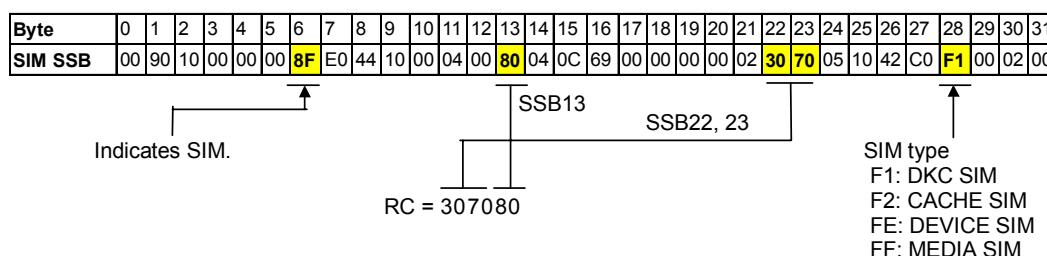 Byte 0 1 2 3 4 5 6 7 8 9 10 11 12 13 14 15 16 17 18 19 20 21 22 23 24 25 26 27 28 29 30 31
SIM SSB 00 90 10 00 00 00 8F E0 44 10 00 04 00 80 04 0C 69 00 00 00 00 02 30 70 05 10 42 C0 F1 00 02 00
SSB13
SSB22, 23
Indicates SIM.
SIM type
F1: DKC SIM
F2: CACHE SIM
RC = 307080
FE: DEVICE SIM
FF: MEDIA SIM